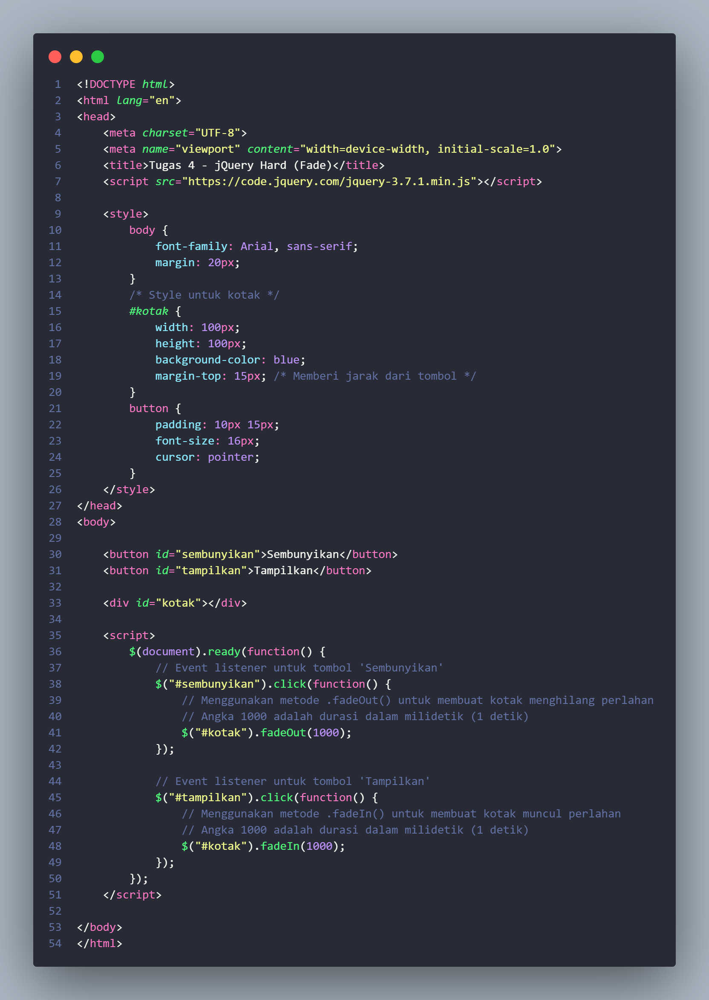 1 <!DOCTYPE html>
2 <html lang="en">
3 <head>
4     <meta charset="UTF-8">
5     <meta name="viewport" content="width=device-width, initial-scale=1.0">
6     <title>Tugas 4 - jQuery Hard (Fade)</title>
7     <script src="https://code.jquery.com/jquery-3.7.1.min.js"></script>
8
9     <style>
10         body {
11             font-family: Arial, sans-serif;
12             margin: 20px;
13         }
14         /* Style untuk kotak */
15         #kotak {
16             width: 100px;
17             height: 100px;
18             background-color: blue;
19             margin-top: 15px; /* Memberi jarak dari tombol */
20         }
21         button {
22             padding: 10px 15px;
23             font-size: 16px;
24             cursor: pointer;
25         }
26     </style>
27 </head>
28 <body>
29
30     <button id="sembunyikan">Sembunyikan</button>
31     <button id="tampilkan">Tampilkan</button>
32
33     <div id="kotak"></div>
34
35     <script>
36         $(document).ready(function() {
37             // Event listener untuk tombol 'Sembunyikan'
38             $("#sembunyikan").click(function() {
39                 // Menggunakan metode .fadeOut() untuk membuat kotak menghilang perlahan
40                 // Angka 1000 adalah durasi dalam milidetik (1 detik)
41                 $("#kotak").fadeOut(1000);
42             });
43
44             // Event listener untuk tombol 'Tampilkan'
45             $("#tampilkan").click(function() {
46                 // Menggunakan metode .fadeIn() untuk membuat kotak muncul perlahan
47                 // Angka 1000 adalah durasi dalam milidetik (1 detik)
48                 $("#kotak").fadeIn(1000);
49             });
50         });
51     </script>
52
53 </body>
54 </html>